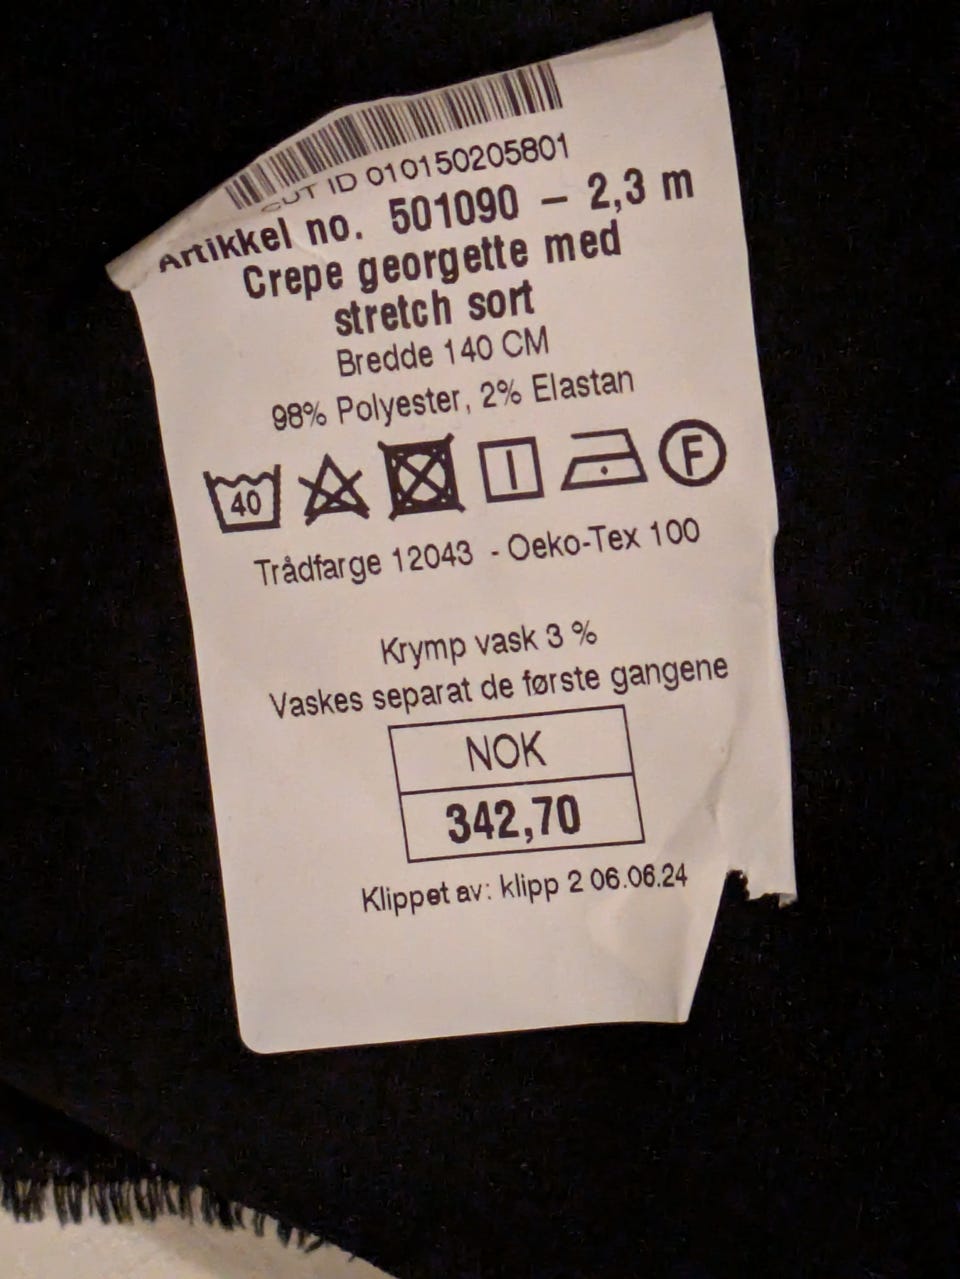 CUT ID 010150205801
Artikkel no. 501090 - 2,3 m
Crepe georgette med
stretch sort
Bredde 140 CM
98% Polyester, 2% Elastan
40 F
Trådfarge 12043 - Oeko-Tex 100
Krymp vask 3 %
Vaskes separat de første gangene
NOK
342,70
Klippet av: klipp 2 06.06.24